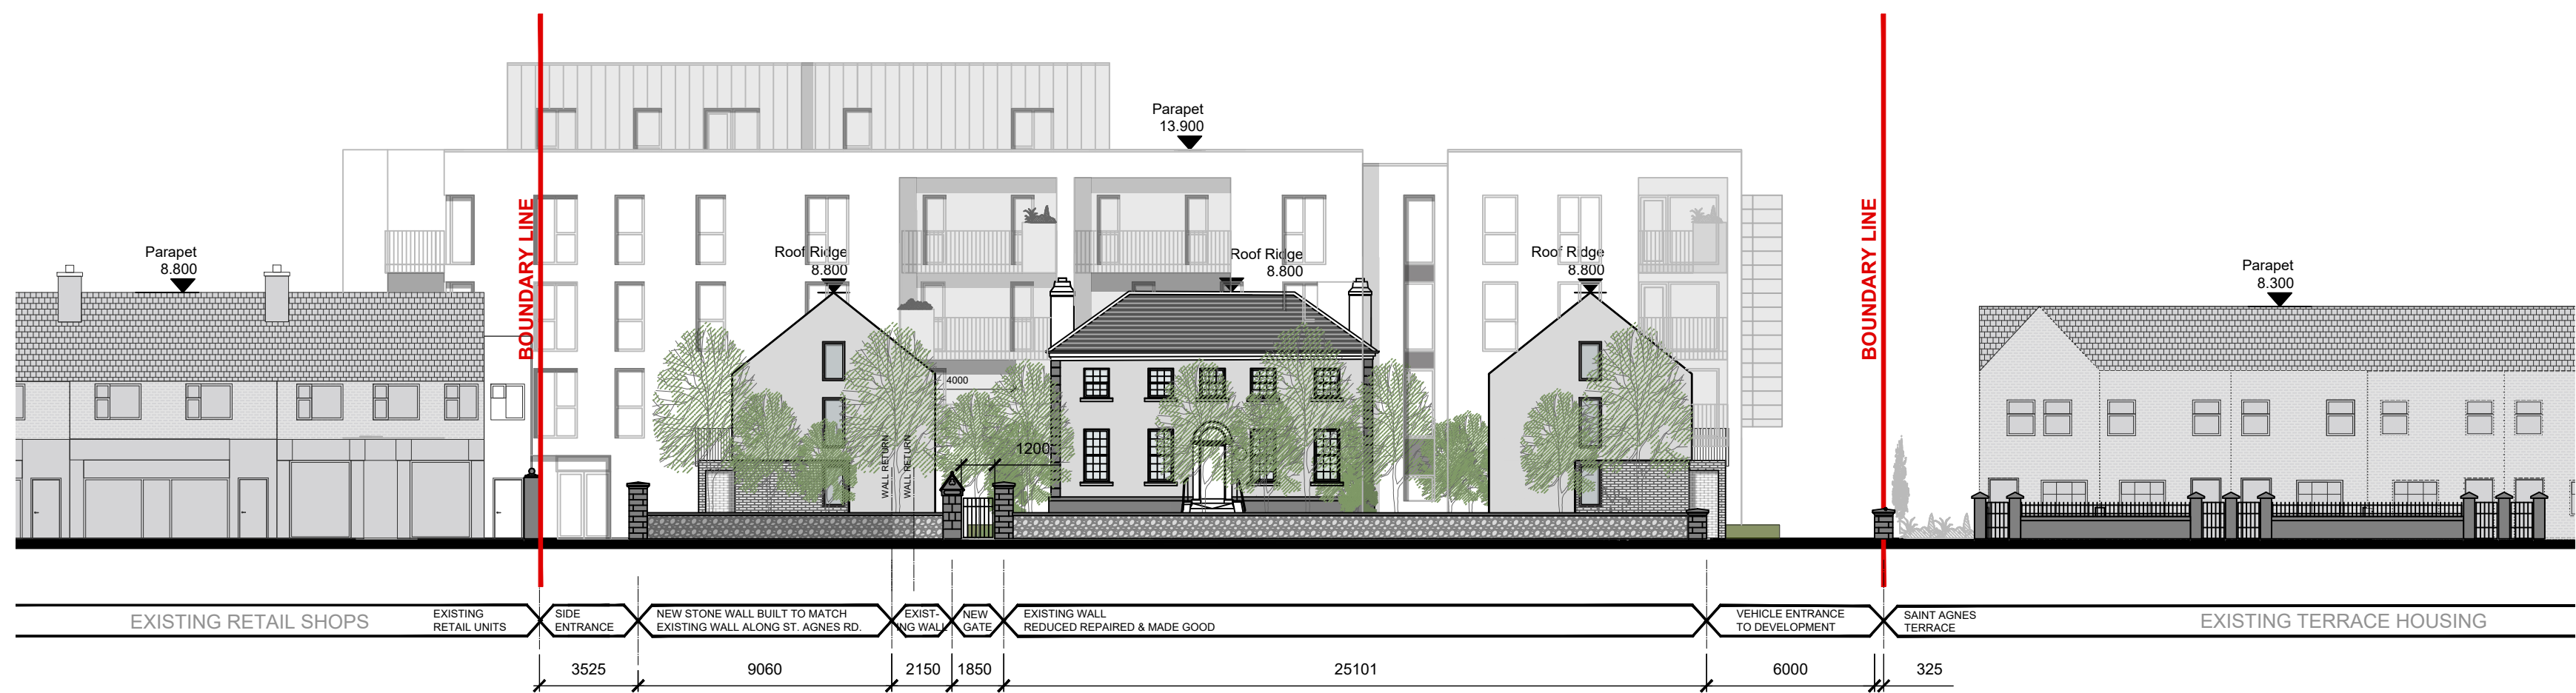 Parapet
13.900
BOUNDARY LINE
BOUNDARY LINE
Parapet
8.800
Roof Ridge
8.800
Roof Ridge
8.800
Roof Ridge
8.800
Parapet
8.300
4000
1200
WALL RETURN
WALL RETURN
EXISTING RETAIL SHOPS
EXISTING
RETAIL UNITS
SIDE
ENTRANCE
NEW STONE WALL BUILT TO MATCH
EXISTING WALL ALONG ST. AGNES RD.
EXIST-
ING WALL
NEW
GATE
EXISTING WALL
REDUCED REPAIRED & MADE GOOD
VEHICLE ENTRANCE
TO DEVELOPMENT
SAINT AGNES
TERRACE
EXISTING TERRACE HOUSING
3525
9060
2150
1850
25101
6000
325